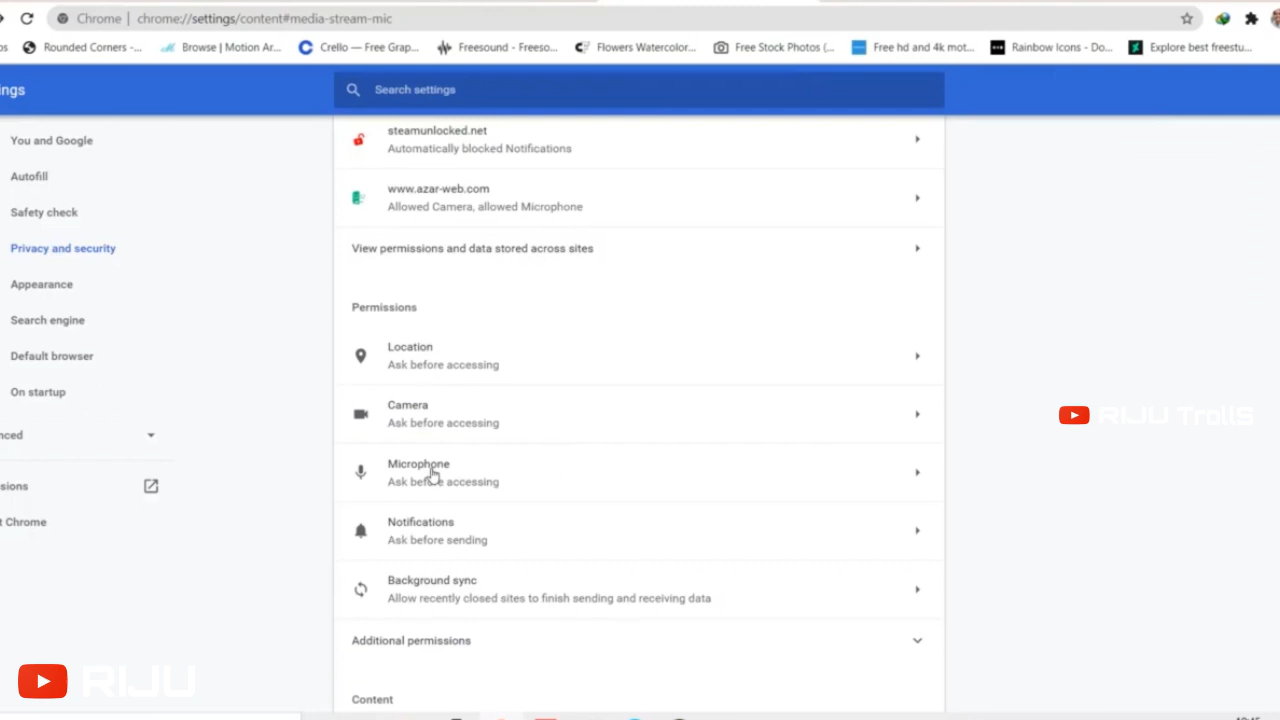 Chrome | chrome://settings/content#media-stream-mic
Rounded Corners -... Browse | Motion Ar... Crello — Free Grap... Freesound - Freeso... Flowers Watercolor... Free Stock Photos (... Free hd and 4k mot... Rainbow Icons - Do... Explore best freestu...
ings
Search settings
You and Google
Autofill
Safety check
Privacy and security
Appearance
Search engine
Default browser
On startup
nced
sions
t Chrome
steamunlocked.net
Automatically blocked Notifications
www.azar-web.com
Allowed Camera, allowed Microphone
View permissions and data stored across sites
Permissions
Location
Ask before accessing
Camera
Ask before accessing
Microphone
Ask before accessing
Notifications
Ask before sending
Background sync
Allow recently closed sites to finish sending and receiving data
Additional permissions
Content
RIJU TrollS
RIJU